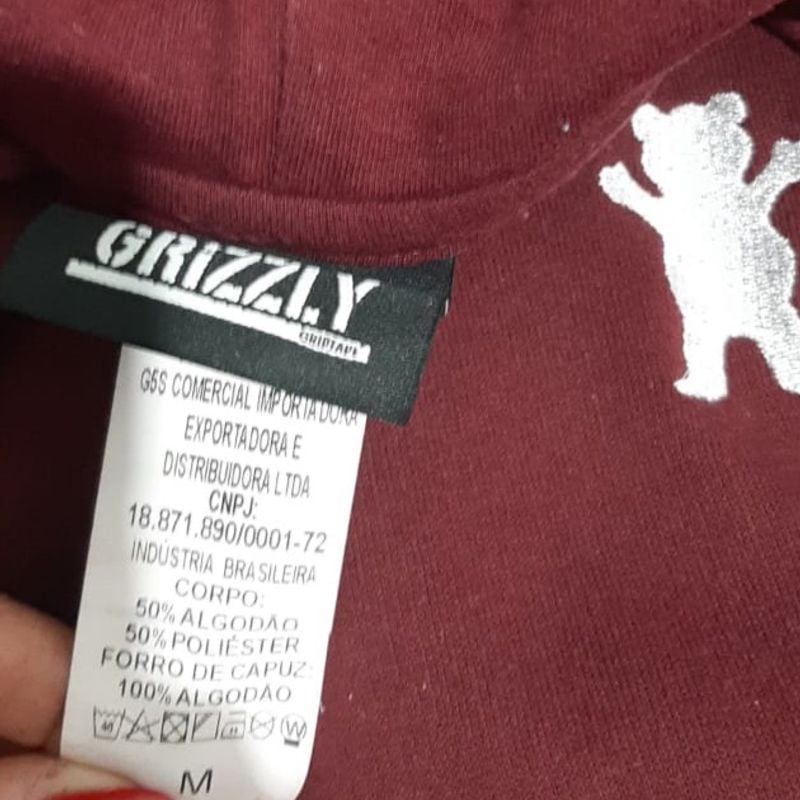 GRIZZLY
GRIPTAPE
G5S COMERCIAL IMPORTADORA
EXPORTADORA E
DISTRIBUIDORA LTDA
CNPJ:
18.871.890/0001-72
INDÚSTRIA BRASILEIRA
CORPO:
50% ALGODÃO
50% POLIÉSTER
FORRO DE CAPUZ:
100% ALGODÃO
40 W
M